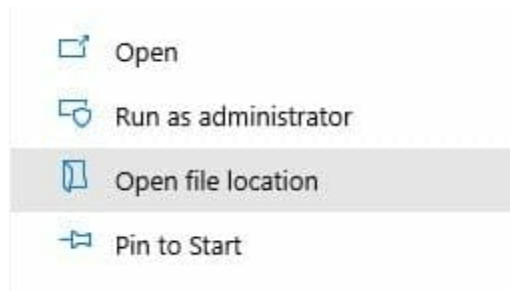 Open
Run as administrator
Open file location
Pin to Start